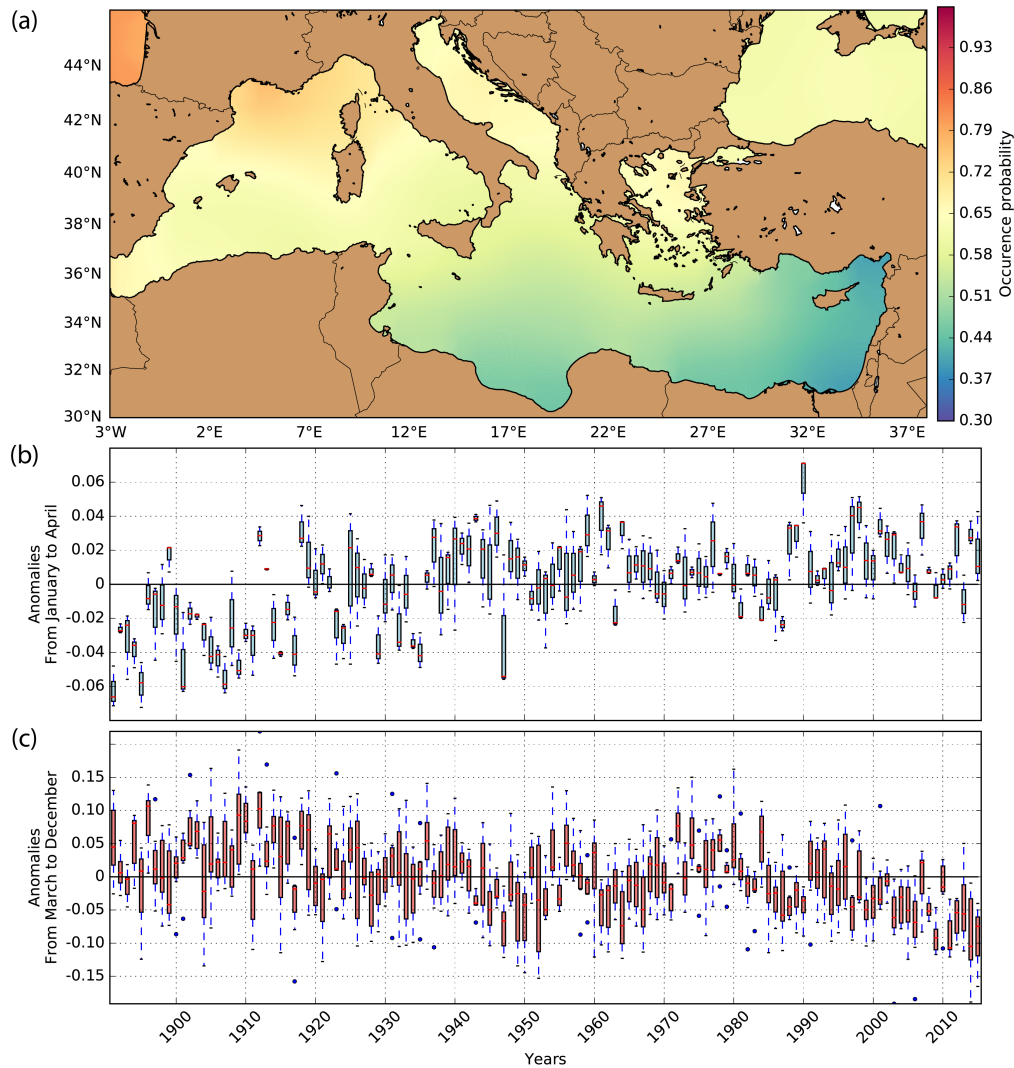 (a)
44°N
42°N
40°N
38°N
36°N
34°N
32°N
30°N
3°W 2°E 7°E 12°E 17°E 22°E 27°E 32°E 37°E
0.93
0.86
0.79
0.72
0.65
0.58
0.51
0.44
0.37
0.30
Occurence probability
(b)
Anomalies
From January to April
0.06
0.04
0.02
0
-0.02
-0.04
-0.06
(c)
Anomalies
From March to December
0.15
0.10
0.05
0
-0.05
-0.10
-0.15
1900 1910 1920 1930 1940 1950 1960 1970 1980 1990 2000 2010
Years